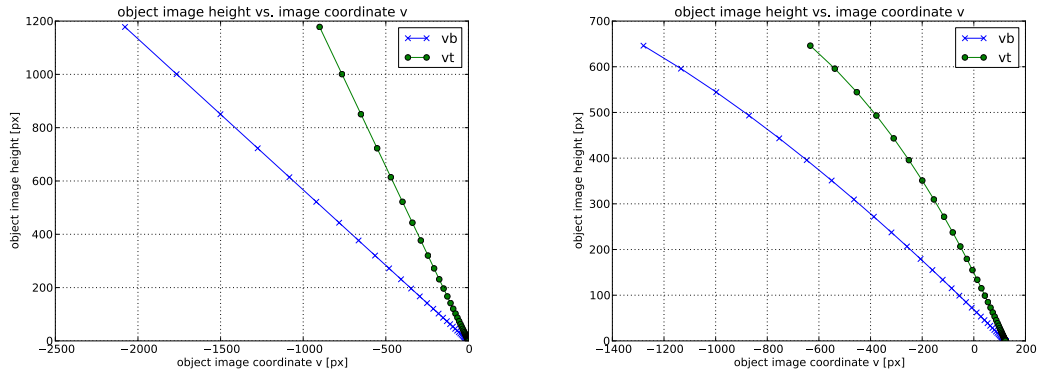 object image height vs. image coordinate v
1200
1000
800
600
400
200
0
object image height [px]
vb
vt
−2500 −2000 −1500 −1000 −500 0
object image coordinate v [px]
object image height vs. image coordinate v
700
600
500
400
300
200
100
0
object image height [px]
vb
vt
−1400 −1200 −1000 −800 −600 −400 −200 0 200
object image coordinate v [px]